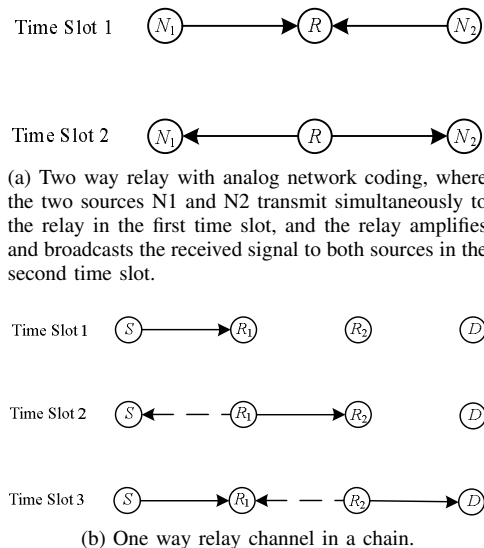 Time Slot 1 N1 R N2
Time Slot 2 N1 R N2
(a) Two way relay with analog network coding, where
the two sources N1 and N2 transmit simultaneously to
the relay in the first time slot, and the relay amplifies
and broadcasts the received signal to both sources in the
second time slot.
Time Slot 1 S R1 R2 D
Time Slot 2 S R1 R2 D
Time Slot 3 S R1 R2 D
(b) One way relay channel in a chain.